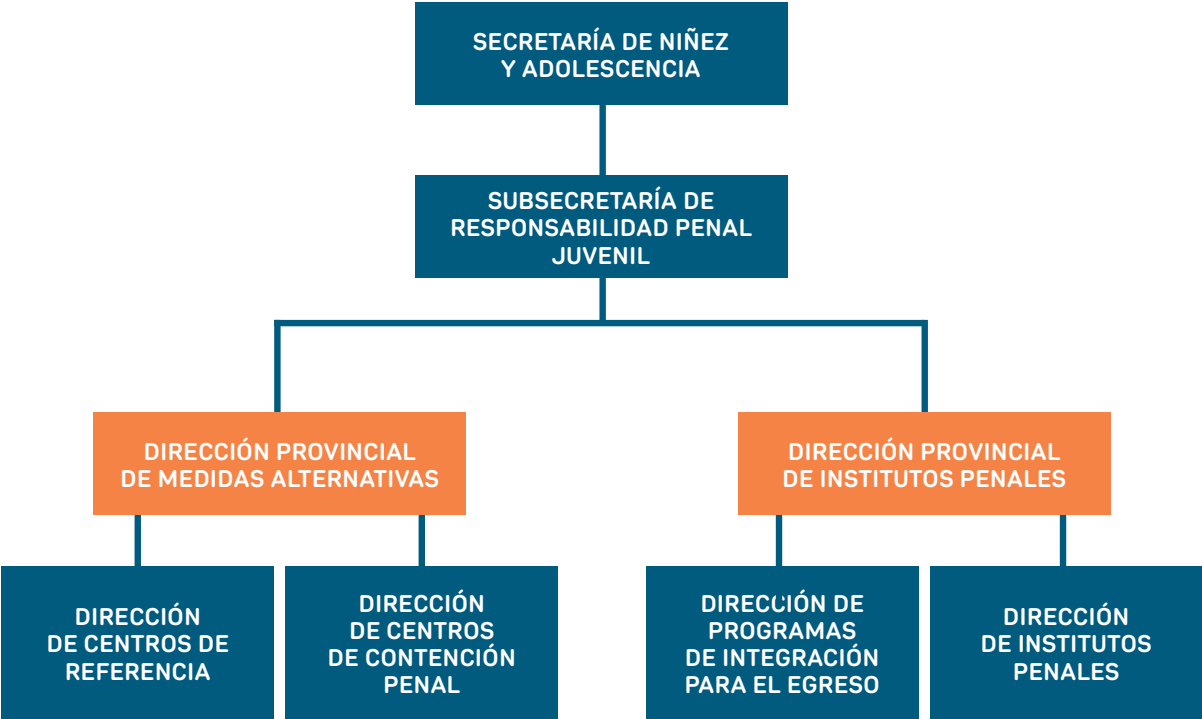 SECRETARÍA DE NIÑEZ
Y ADOLESCENCIA
SUBSECRETARÍA DE
RESPONSABILIDAD PENAL
JUVENIL
DIRECCIÓN PROVINCIAL
DE MEDIDAS ALTERNATIVAS
DIRECCIÓN PROVINCIAL
DE INSTITUTOS PENALES
DIRECCIÓN
DE CENTROS DE
REFERENCIA
DIRECCIÓN
DE CENTROS
DE CONTENCIÓN
PENAL
DIRECCIÓN DE
PROGRAMAS
DE INTEGRACIÓN
PARA EL EGRESO
DIRECCIÓN
DE INSTITUTOS
PENALES